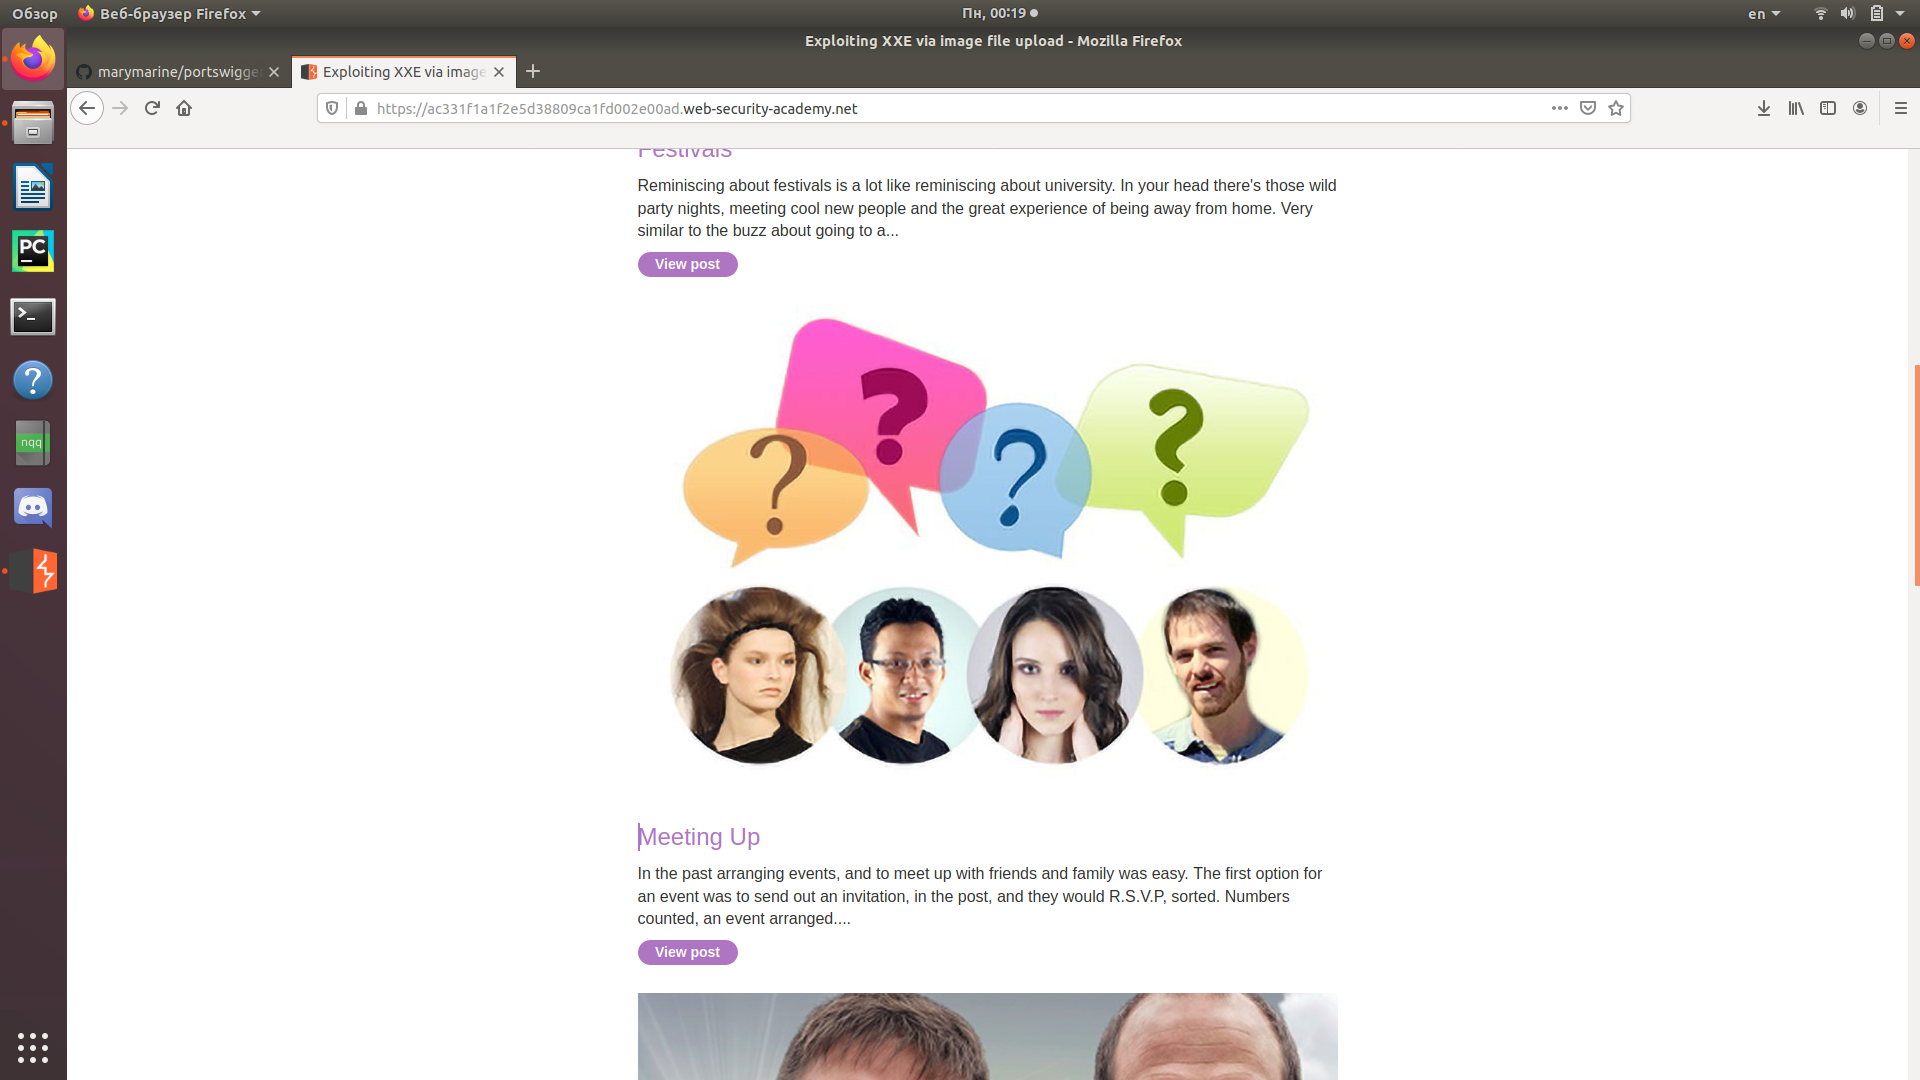 Обзор
Веб-браузер Firefox
Пн, 00:19
en
Exploiting XXE via image file upload - Mozilla Firefox
marymarine/portswigge
Exploiting XXE via image
https://ac331f1a1f2e5d38809ca1fd002e00ad.web-security-academy.net
PC
nqq
Festivals
Reminiscing about festivals is a lot like reminiscing about university. In your head there's those wild
party nights, meeting cool new people and the great experience of being away from home. Very
similar to the buzz about going to a...
View post
? ? ? ?
Meeting Up
In the past arranging events, and to meet up with friends and family was easy. The first option for
an event was to send out an invitation, in the post, and they would R.S.V.P, sorted. Numbers
counted, an event arranged....
View post